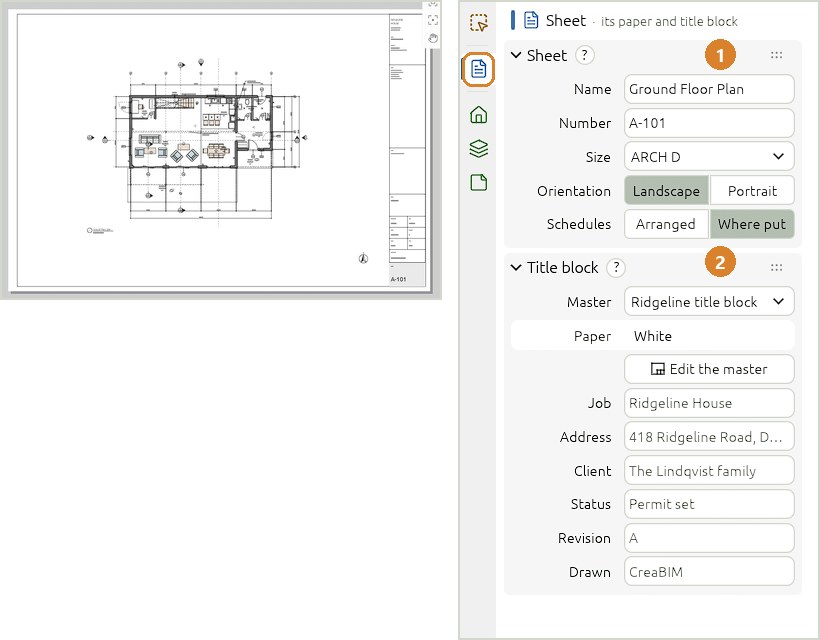 A-101
Sheet · its paper and title block
1
Sheet ?
Name Ground Floor Plan
Number A-101
Size ARCH D
Orientation Landscape Portrait
Schedules Arranged Where put
2
Title block ?
Master Ridgeline title block
Paper White
Edit the master
Job Ridgeline House
Address 418 Ridgeline Road, D...
Client The Lindqvist family
Status Permit set
Revision A
Drawn CreaBIM